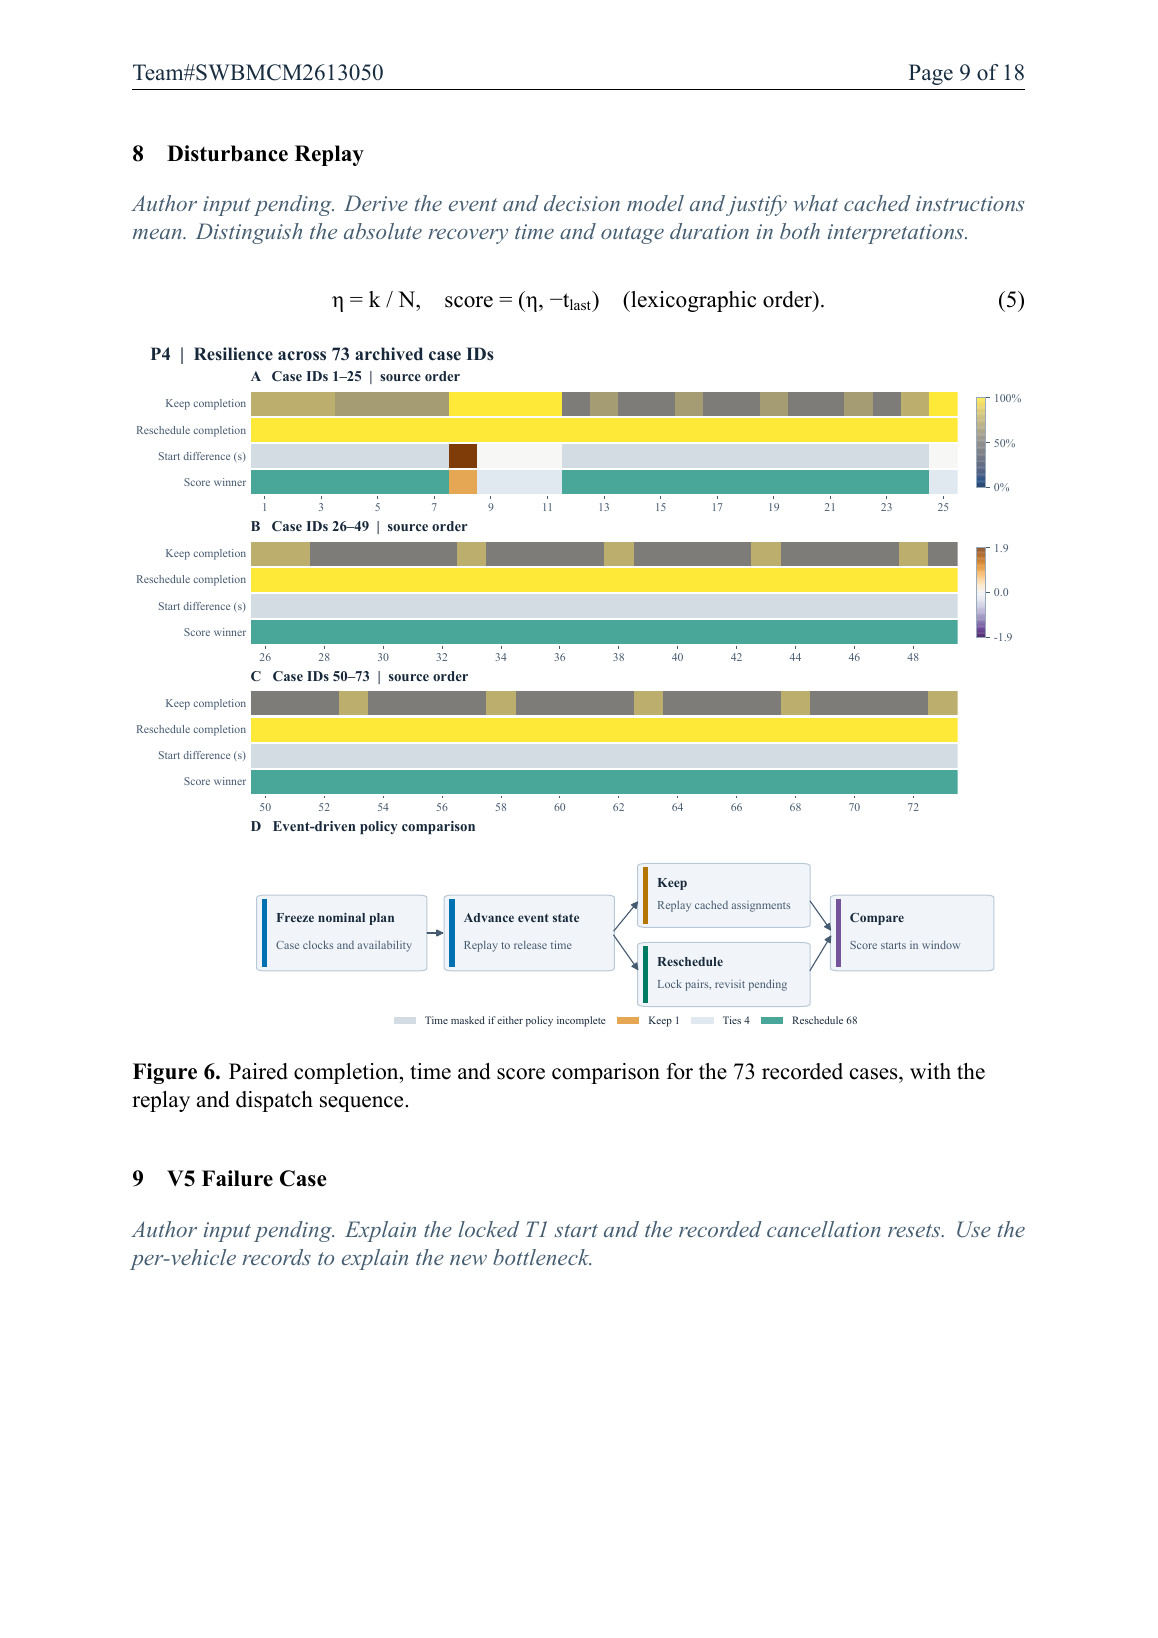 Team#SWBMCM2613050 Page 9 of 18
8 Disturbance Replay
Author input pending. Derive the event and decision model and justify what cached instructions
mean. Distinguish the absolute recovery time and outage duration in both interpretations.
η = k / N, score = (η, −tlast) (lexicographic order). (5)
P4 | Resilience across 73 archived case IDs
A Case IDs 1–25 | source order
Keep completion
Reschedule completion
Start difference (s)
Score winner
1 3 5 7 9 11 13 15 17 19 21 23 25
100%
50%
0%
B Case IDs 26–49 | source order
Keep completion
Reschedule completion
Start difference (s)
Score winner
26 28 30 32 34 36 38 40 42 44 46 48
1.9
0.0
-1.9
C Case IDs 50–73 | source order
Keep completion
Reschedule completion
Start difference (s)
Score winner
50 52 54 56 58 60 62 64 66 68 70 72
D Event-driven policy comparison
Freeze nominal plan
Case clocks and availability
Advance event state
Replay to release time
Keep
Replay cached assignments
Reschedule
Lock pairs, revisit pending
Compare
Score starts in window
Time masked if either policy incomplete Keep 1 Ties 4 Reschedule 68
Figure 6. Paired completion, time and score comparison for the 73 recorded cases, with the
replay and dispatch sequence.
9 V5 Failure Case
Author input pending. Explain the locked T1 start and the recorded cancellation resets. Use the
per-vehicle records to explain the new bottleneck.